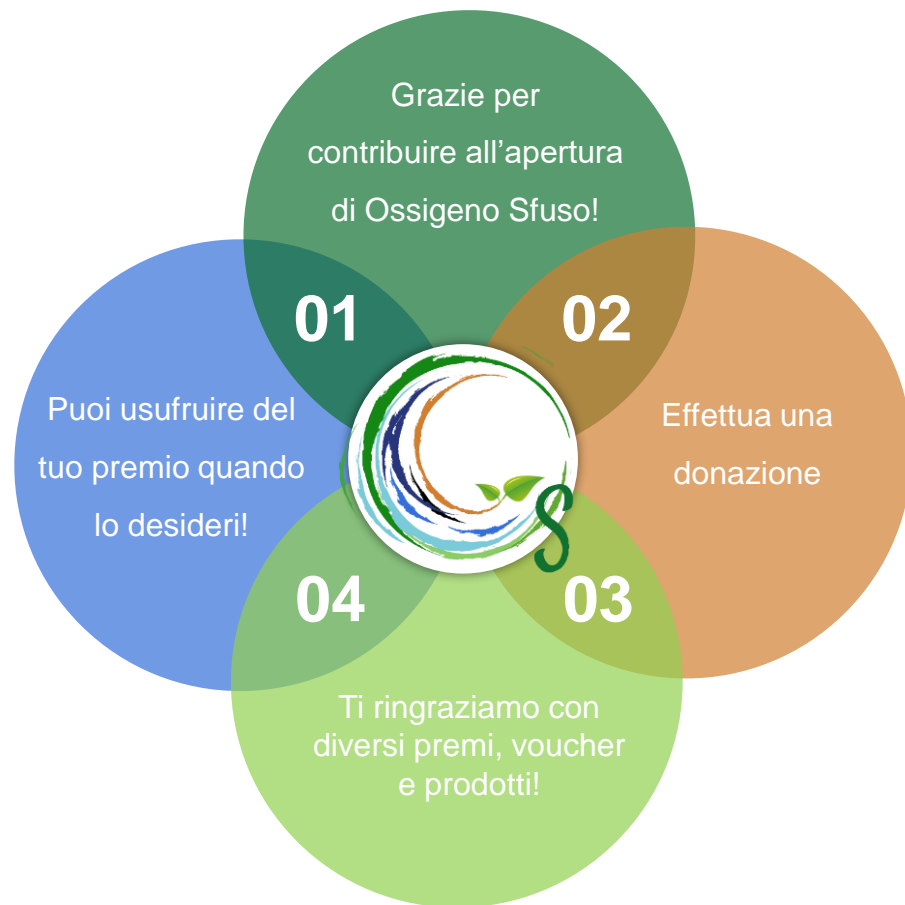 Grazie per
contribuire all’apertura
di Ossigeno Sfuso!
01
02
Puoi usufruire del
tuo premio quando
lo desideri!
Effettua una
donazione
S
04
03
Ti ringraziamo con
diversi premi, voucher
e prodotti!